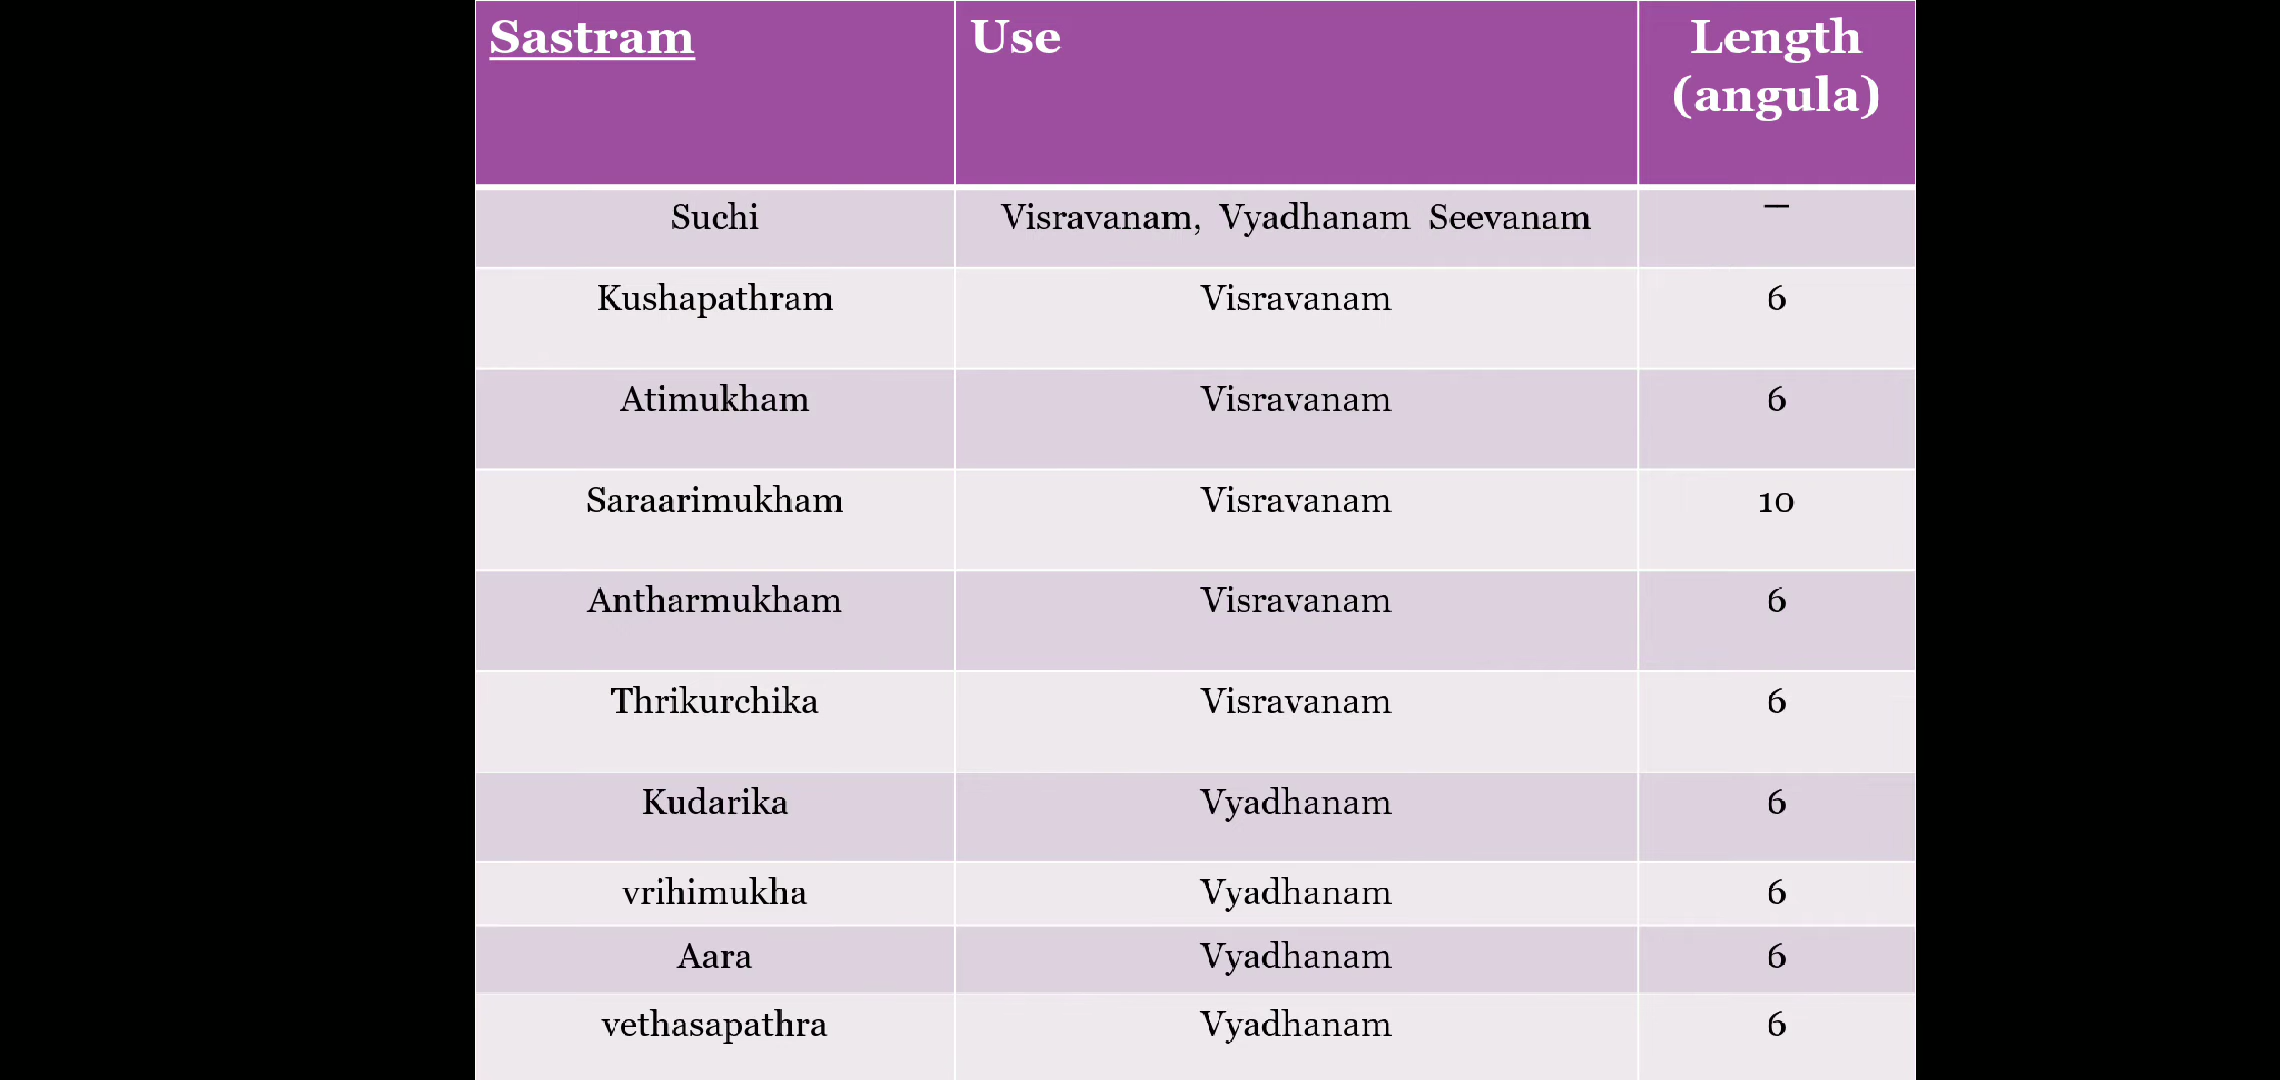 Sastram Use Length
(angula)
Suchi Visravanam, Vyadhanam Seevanam –
Kushapathram Visravanam 6
Atimukham Visravanam 6
Saraarimukham Visravanam 10
Antharmukham Visravanam 6
Thrikurchika Visravanam 6
Kudarika Vyadhanam 6
vrihimukha Vyadhanam 6
Aara Vyadhanam 6
vethasapathra Vyadhanam 6